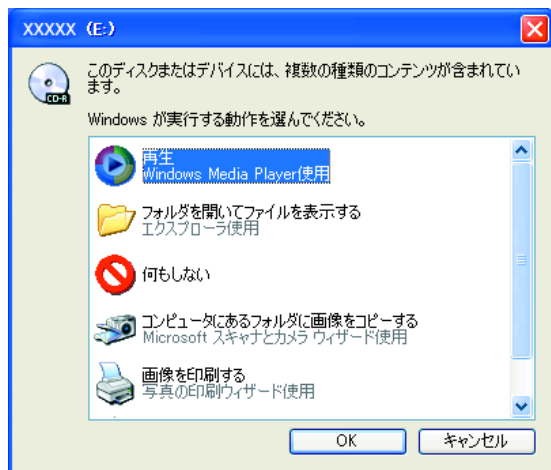 XXXXX (E:)
このディスクまたはデバイスには、複数の種類のコンテンツが含まれてい
ます。
CD-R
Windows が実行する動作を選んでください。
再生
Windows Media Player使用
フォルダを開いてファイルを表示する
エクスプローラ使用
何もしない
コンピュータにあるフォルダに画像をコピーする
Microsoft スキャナとカメラ ウィザード使用
画像を印刷する
写真の印刷ウィザード使用
OK
キャンセル